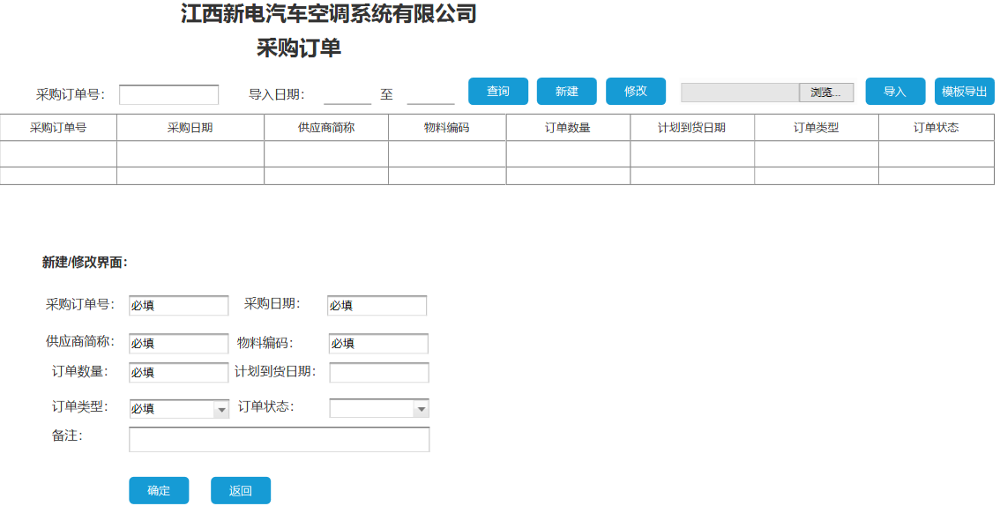 江西新电汽车空调系统有限公司
采购订单
采购订单号： 导入日期： 至 查询 新建 修改 浏览... 导入 模板导出
采购订单号 采购日期 供应商简称 物料编码 订单数量 计划到货日期 订单类型 订单状态
新建/修改界面：
采购订单号： 必填 采购日期： 必填
供应商简称： 必填 物料编码： 必填
订单数量： 必填 计划到货日期：
订单类型： 必填 订单状态：
备注：
确定 返回